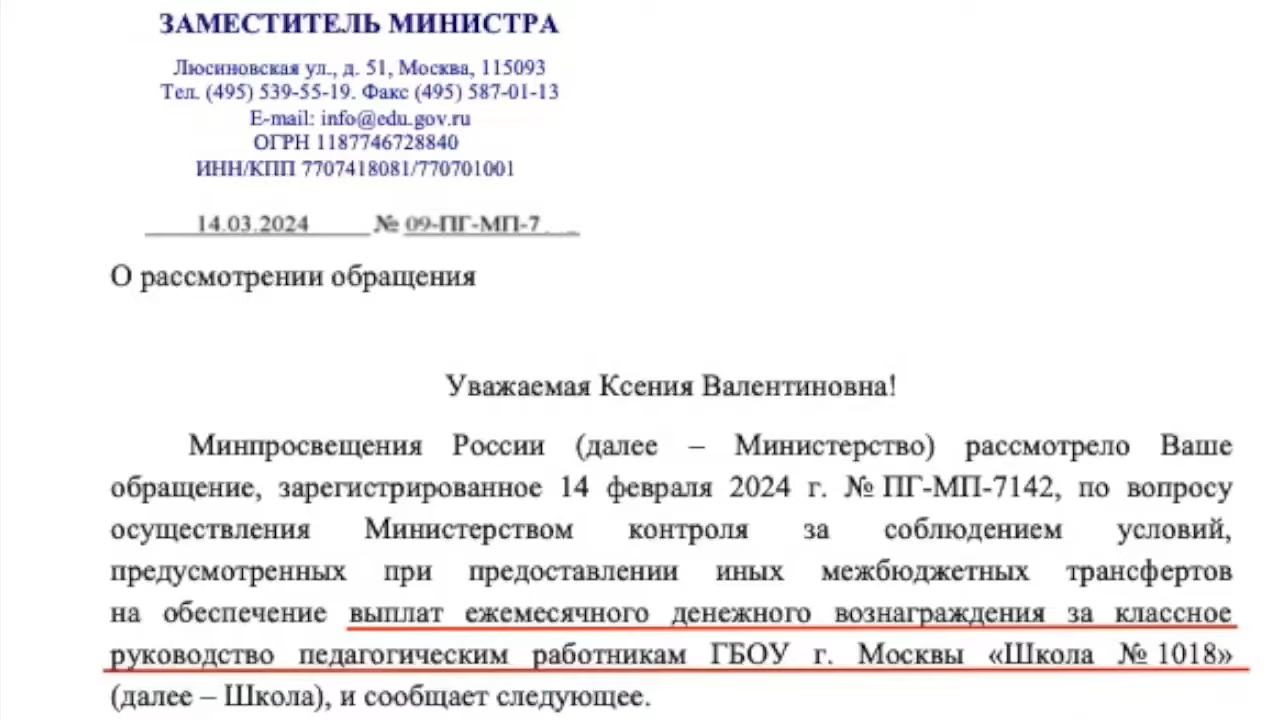 ЗАМЕСТИТЕЛЬ МИНИСТРА
Люсиновская ул., д. 51, Москва, 115093
Тел. (495) 539-55-19. Факс (495) 587-01-13
E-mail: info@edu.gov.ru
ОГРН 1187746728840
ИНН/КПП 7707418081/770701001
14.03.2024 № 09-ПГ-МП-7
О рассмотрении обращения
Уважаемая Ксения Валентиновна!
Минпросвещения России (далее – Министерство) рассмотрело Ваше
обращение, зарегистрированное 14 февраля 2024 г. № ПГ-МП-7142, по вопросу
осуществления Министерством контроля за соблюдением условий,
предусмотренных при предоставлении иных межбюджетных трансфертов
на обеспечение выплат ежемесячного денежного вознаграждения за классное
руководство педагогическим работникам ГБОУ г. Москвы «Школа № 1018»
(далее – Школа), и сообщает следующее.